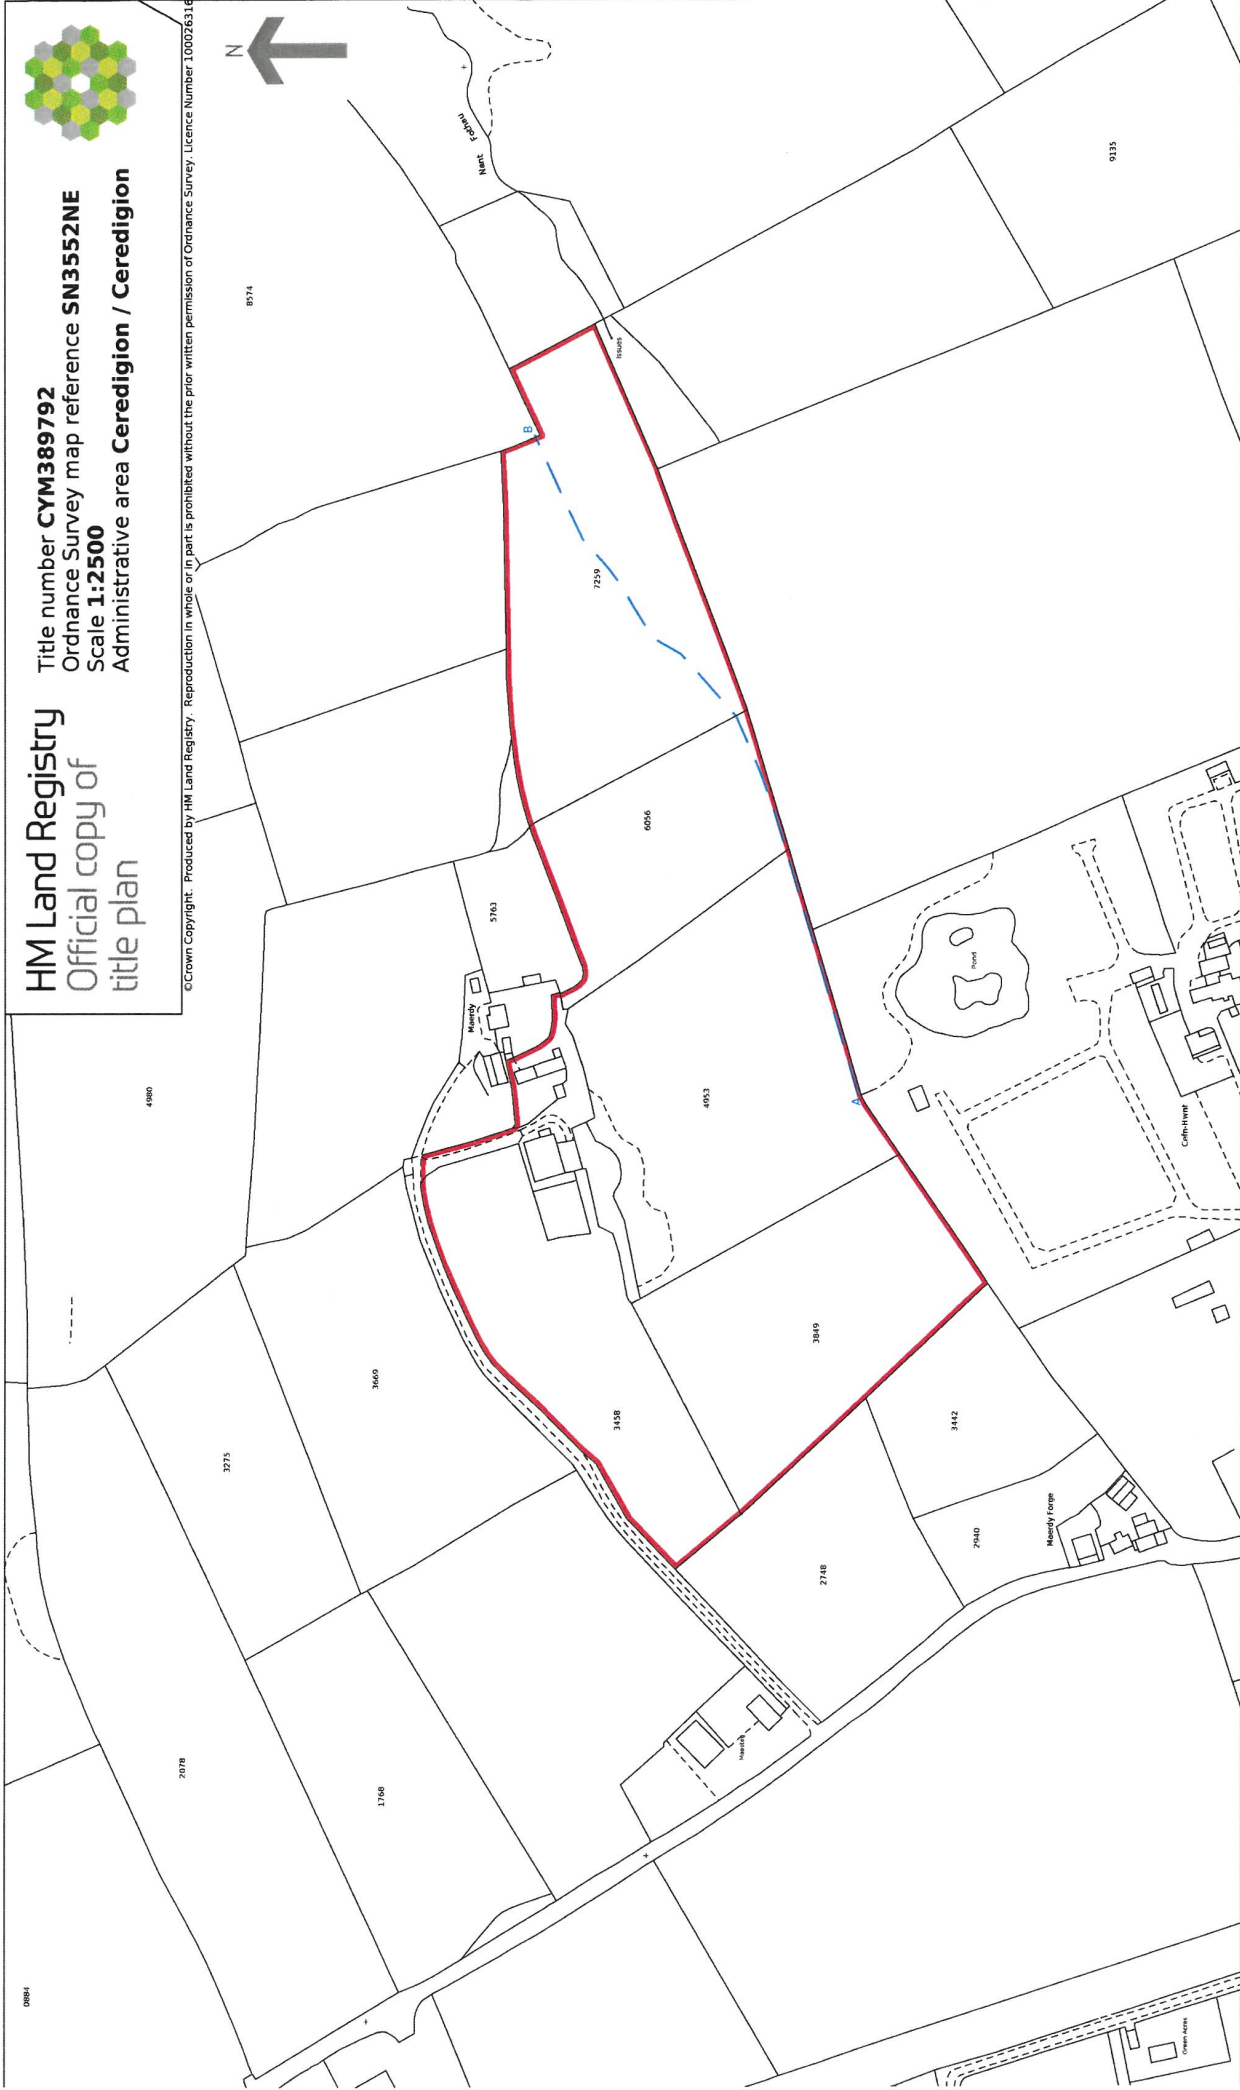 HM Land Registry
Official copy of
title plan
Title number CYM389792
Ordnance Survey map reference SN3552NE
Scale 1:2500
Administrative area Ceredigion / Ceredigion
©Crown Copyright. Produced by HM Land Registry. Reproduction in whole or in part is prohibited without the prior written permission of Ordnance Survey. Licence Number 100026316
N
0884
2078
3275
4980
8574
1768
3669
Maerdy
5763
B
Nant Fothau
Issues
7259
9135
3458
6056
4953
3849
2748
A
3442
2940
Maerdy Forge
Pond
Cefn-Hwnt
Green Acres